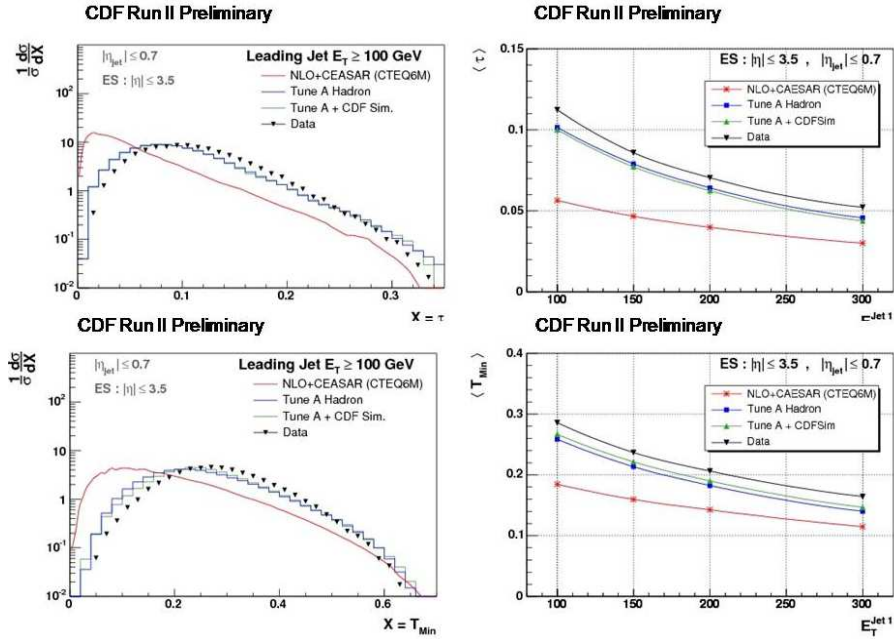 CDF Run II Preliminary
1/σ dσ/dX
|η_jet| ≤ 0.7
ES : |η| ≤ 3.5
Leading Jet E_T ≥ 100 GeV
NLO+CEASAR (CTEQ6M)
Tune A Hadron
Tune A + CDF Sim.
Data
10²
10
1
10⁻¹
10⁻²
0 0.1 0.2 0.3
X = τ
CDF Run II Preliminary
⟨ τ ⟩
ES : |η| ≤ 3.5 , |η_jet| ≤ 0.7
NLO+CAESAR (CTEQ6M)
Tune A Hadron
Tune A + CDFSim
Data
0.15
0.1
0.05
0
100 150 200 250 300
E_T^Jet 1
CDF Run II Preliminary
1/σ dσ/dX
|η_jet| ≤ 0.7
ES : |η| ≤ 3.5
Leading Jet E_T ≥ 100 GeV
NLO+CEASAR (CTEQ6M)
Tune A Hadron
Tune A + CDF Sim.
Data
10²
10
1
10⁻¹
10⁻²
0 0.2 0.4 0.6
X = T_Min
CDF Run II Preliminary
⟨ T_Min ⟩
ES : |η| ≤ 3.5 , |η_jet| ≤ 0.7
NLO+CAESAR (CTEQ6M)
Tune A Hadron
Tune A + CDFSim
Data
0.4
0.3
0.2
0.1
0
100 150 200 250 300
E_T^Jet 1